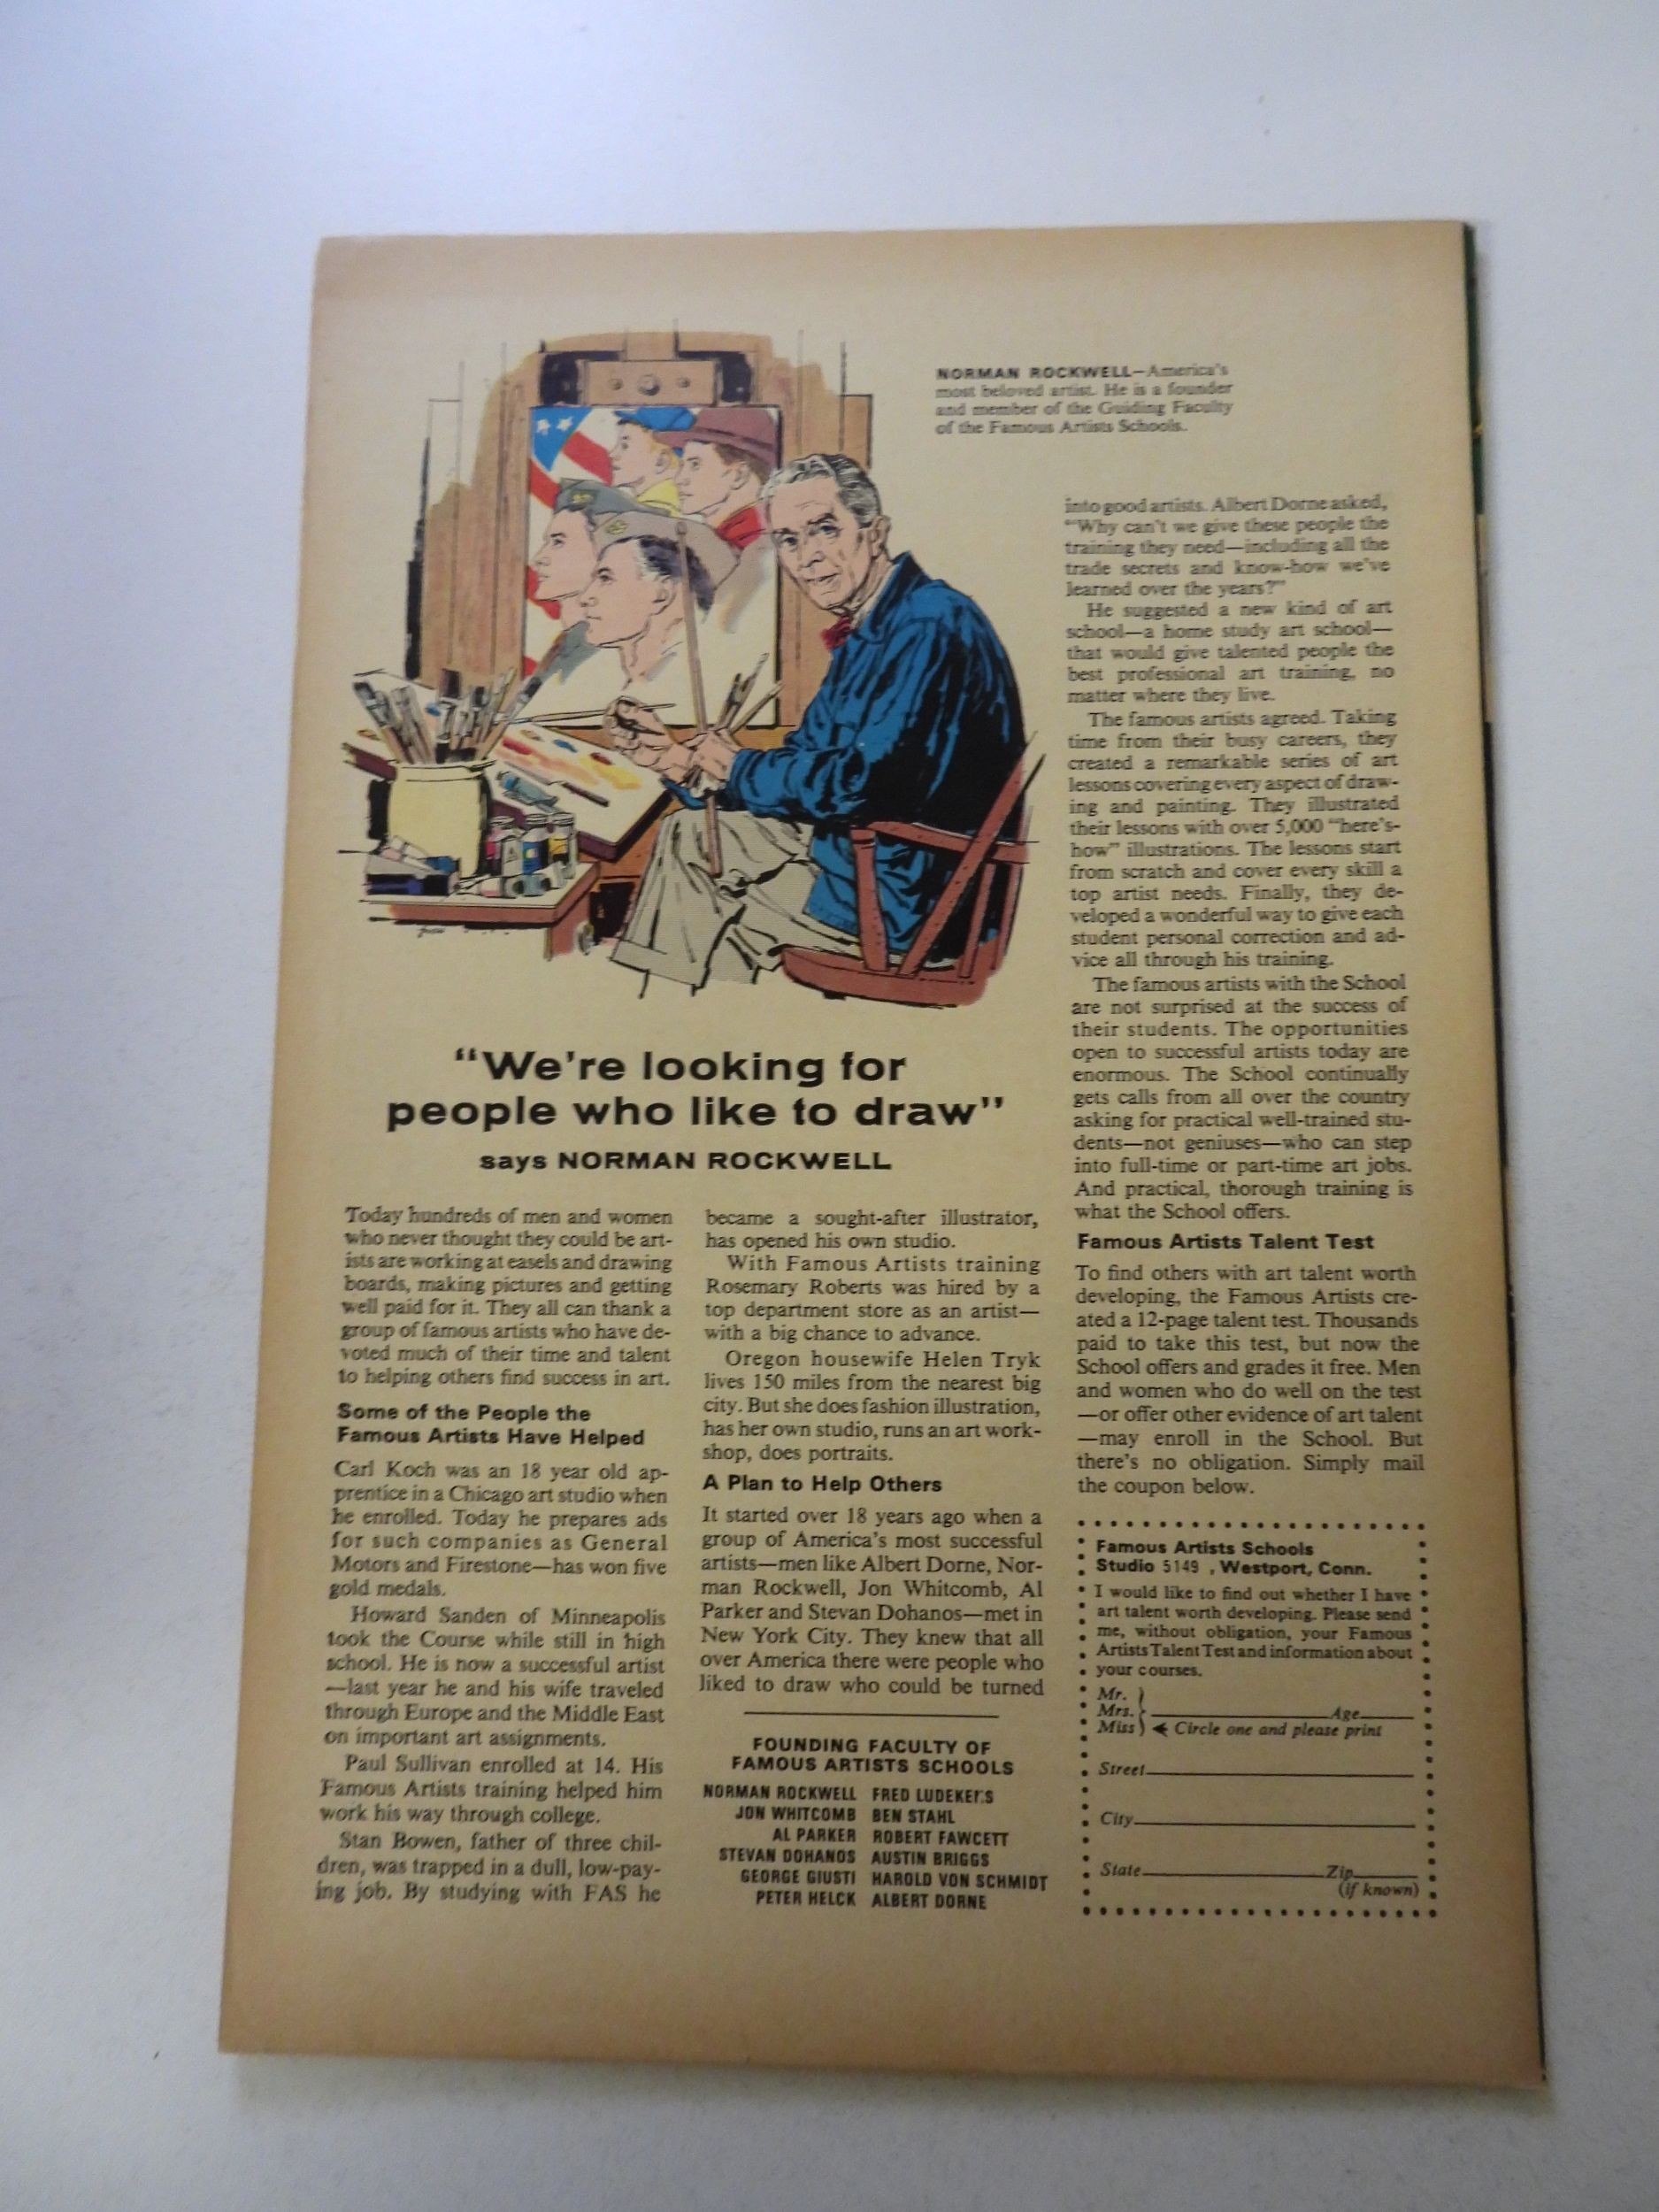 NORMAN ROCKWELL—America's
most beloved artist. He is a founder
and member of the Guiding Faculty
of the Famous Artists Schools.
"We're looking for
people who like to draw"
says NORMAN ROCKWELL
Today hundreds of men and women
who never thought they could be art-
ists are working at easels and drawing
boards, making pictures and getting
well paid for it. They all can thank a
group of famous artists who have de-
voted much of their time and talent
to helping others find success in art.
Some of the People the
Famous Artists Have Helped
Carl Koch was an 18 year old ap-
prentice in a Chicago art studio when
he enrolled. Today he prepares ads
for such companies as General
Motors and Firestone—has won five
gold medals.
Howard Sanden of Minneapolis
took the Course while still in high
school. He is now a successful artist
—last year he and his wife traveled
through Europe and the Middle East
on important art assignments.
Paul Sullivan enrolled at 14. His
Famous Artists training helped him
work his way through college.
Stan Bowen, father of three chil-
dren, was trapped in a dull, low-pay-
ing job. By studying with FAS he
became a sought-after illustrator,
has opened his own studio.
With Famous Artists training
Rosemary Roberts was hired by a
top department store as an artist—
with a big chance to advance.
Oregon housewife Helen Tryk
lives 150 miles from the nearest big
city. But she does fashion illustration,
has her own studio, runs an art work-
shop, does portraits.
A Plan to Help Others
It started over 18 years ago when a
group of America's most successful
artists—men like Albert Dorne, Nor-
man Rockwell, Jon Whitcomb, Al
Parker and Stevan Dohanos—met in
New York City. They knew that all
over America there were people who
liked to draw who could be turned
FOUNDING FACULTY OF
FAMOUS ARTISTS SCHOOLS
NORMAN ROCKWELL FRED LUDEKENS
JON WHITCOMB BEN STAHL
AL PARKER ROBERT FAWCETT
STEVAN DOHANOS AUSTIN BRIGGS
GEORGE GIUSTI HAROLD VON SCHMIDT
PETER HELCK ALBERT DORNE
into good artists. Albert Dorne asked,
"Why can't we give these people the
training they need—including all the
trade secrets and know-how we've
learned over the years?"
He suggested a new kind of art
school—a home study art school—
that would give talented people the
best professional art training, no
matter where they live.
The famous artists agreed. Taking
time from their busy careers, they
created a remarkable series of art
lessons covering every aspect of draw-
ing and painting. They illustrated
their lessons with over 5,000 "here's-
how" illustrations. The lessons start
from scratch and cover every skill a
top artist needs. Finally, they de-
veloped a wonderful way to give each
student personal correction and ad-
vice all through his training.
The famous artists with the School
are not surprised at the success of
their students. The opportunities
open to successful artists today are
enormous. The School continually
gets calls from all over the country
asking for practical well-trained stu-
dents—not geniuses—who can step
into full-time or part-time art jobs.
And practical, thorough training is
what the School offers.
Famous Artists Talent Test
To find others with art talent worth
developing, the Famous Artists cre-
ated a 12-page talent test. Thousands
paid to take this test, but now the
School offers and grades it free. Men
and women who do well on the test
—or offer other evidence of art talent
—may enroll in the School. But
there's no obligation. Simply mail
the coupon below.
Famous Artists Schools
Studio 5149 , Westport, Conn.
I would like to find out whether I have
art talent worth developing. Please send
me, without obligation, your Famous
Artists Talent Test and information about
your courses.
Mr.
Mrs. Age
Miss Circle one and please print
Street
City
State Zip
(if known)